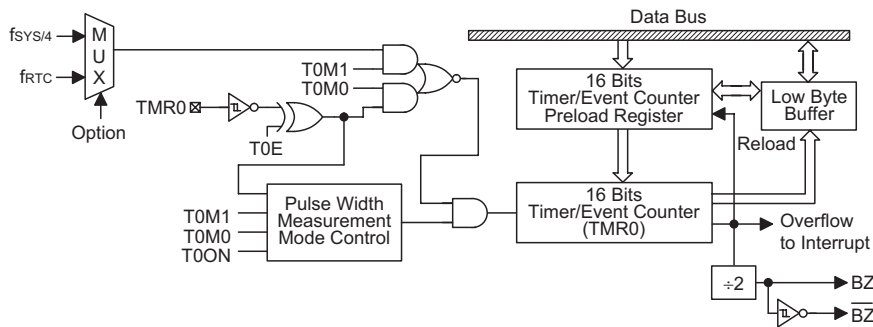 fSYS/4
fRTC
M
U
X
Option
TMR0
T0E
T0M1
T0M0
Data Bus
16 Bits
Timer/Event Counter
Preload Register
Low Byte
Buffer
Reload
T0M1
T0M0
T0ON
Pulse Width
Measurement
Mode Control
16 Bits
Timer/Event Counter
(TMR0)
Overflow
to Interrupt
÷2
BZ
BZ